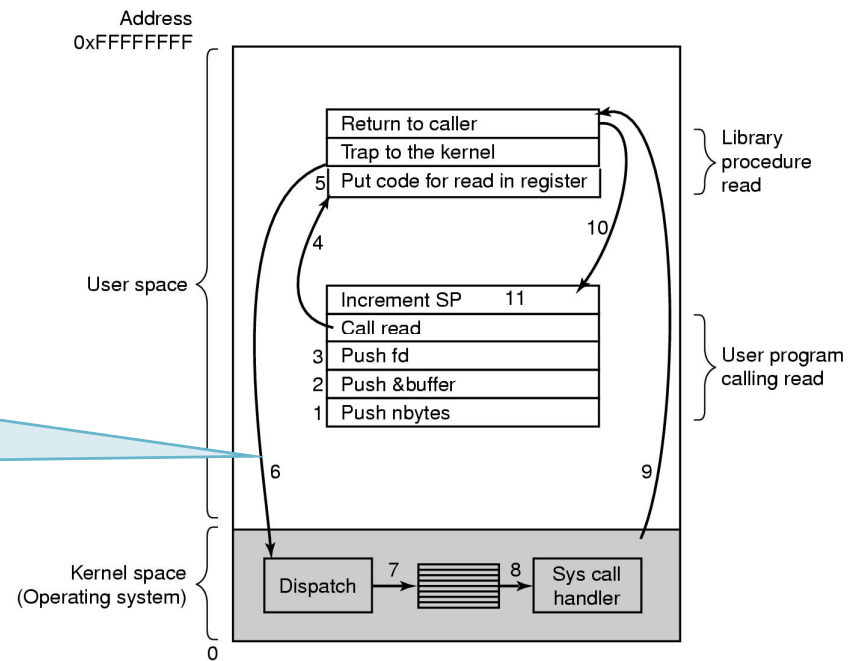 Address
0xFFFFFFFF
Return to caller
Trap to the kernel
5 Put code for read in register
Library
procedure
read
4
10
User space
Increment SP 11
Call read
3 Push fd
2 Push &buffer
1 Push nbytes
User program
calling read
6
9
Kernel space
(Operating system)
Dispatch
7
8
Sys call
handler
0